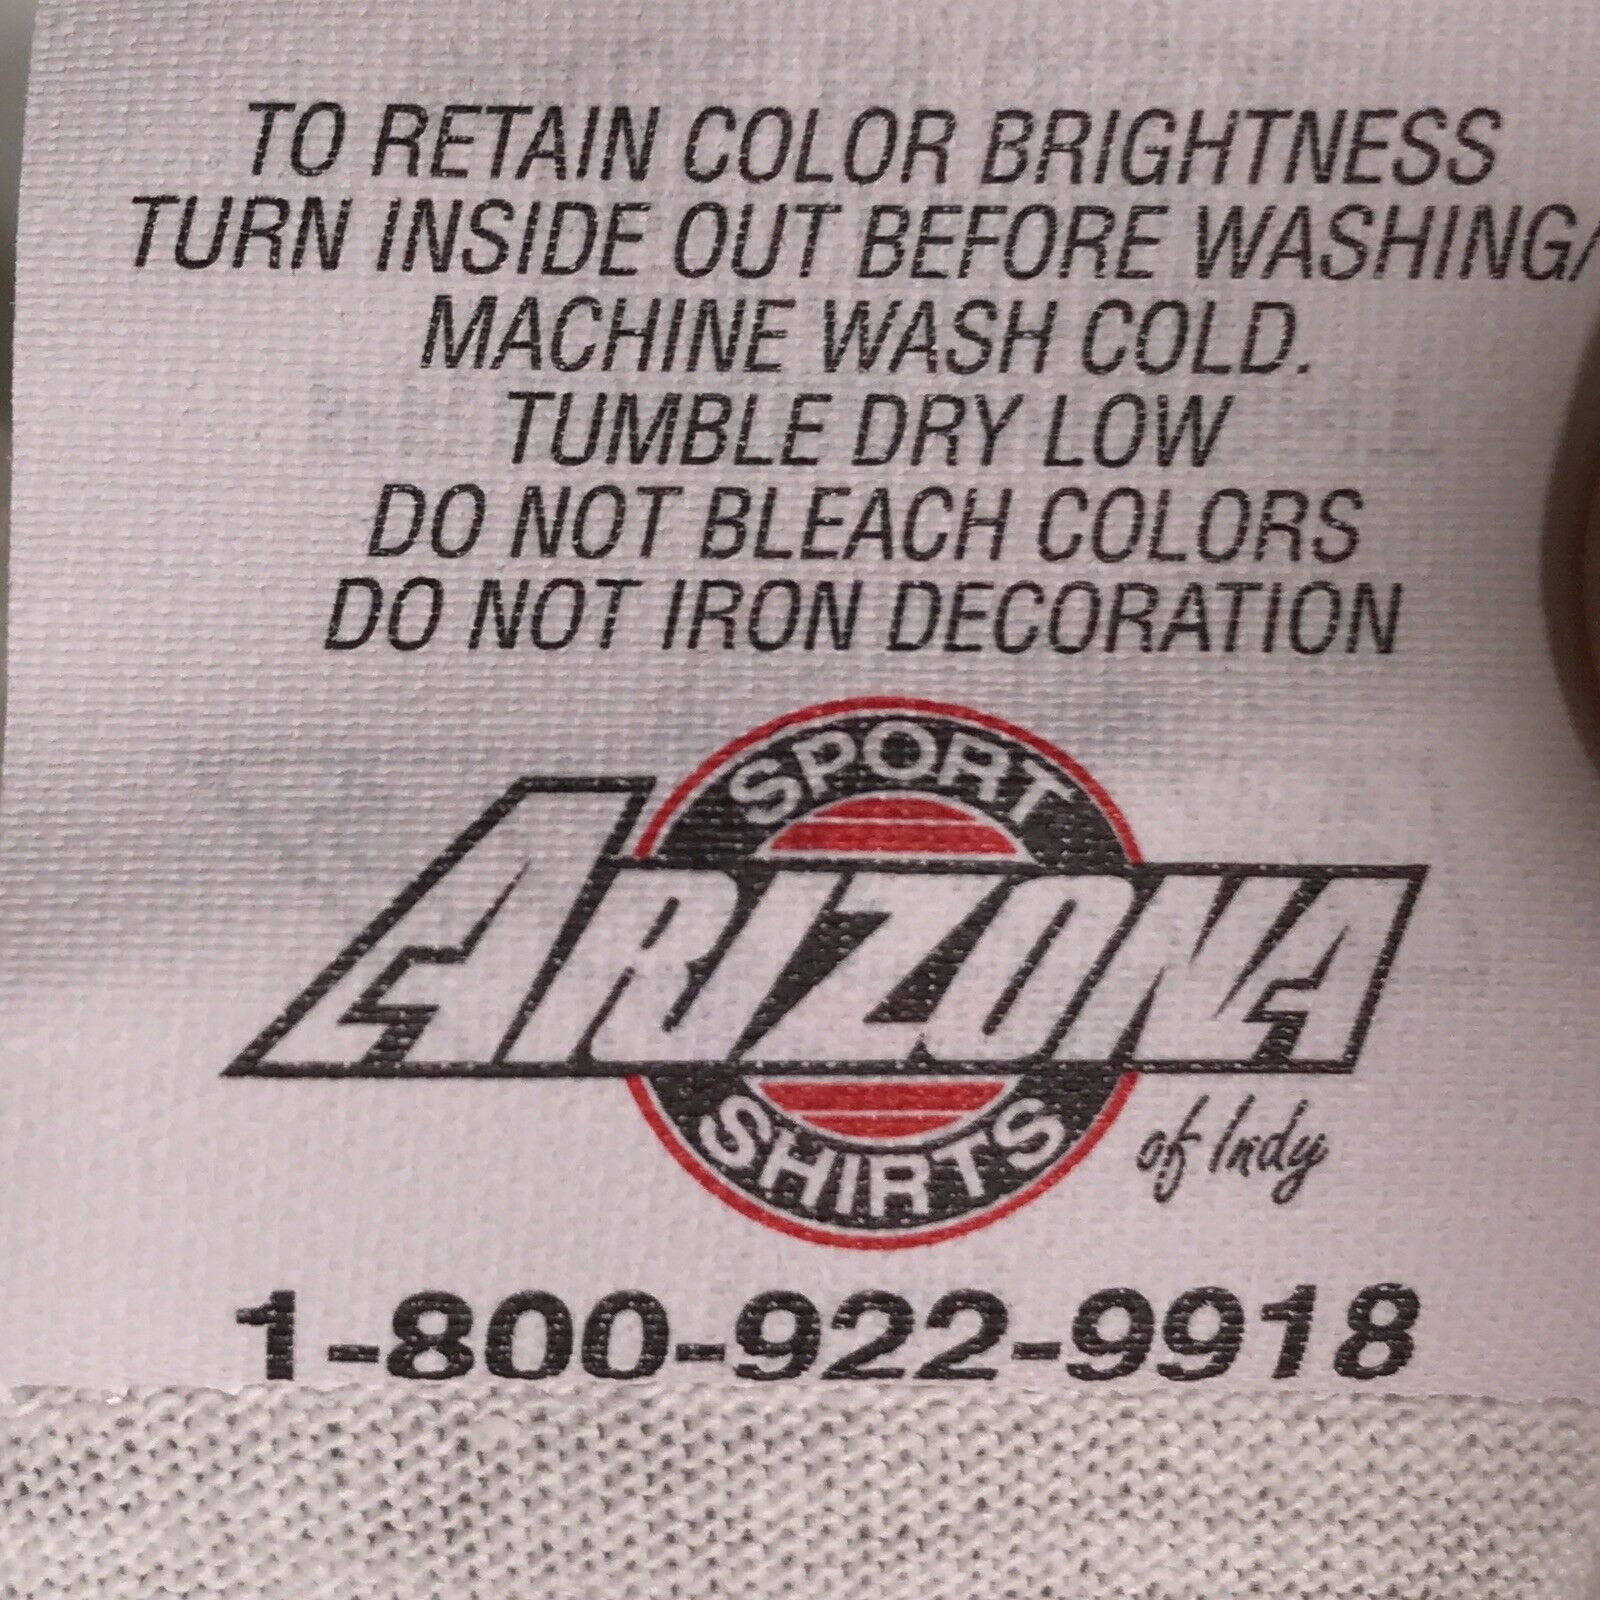 TO RETAIN COLOR BRIGHTNESS
TURN INSIDE OUT BEFORE WASHING/
MACHINE WASH COLD.
TUMBLE DRY LOW
DO NOT BLEACH COLORS
DO NOT IRON DECORATION
SPORT
ARIZONA
SHIRTS
of Indy
1-800-922-9918